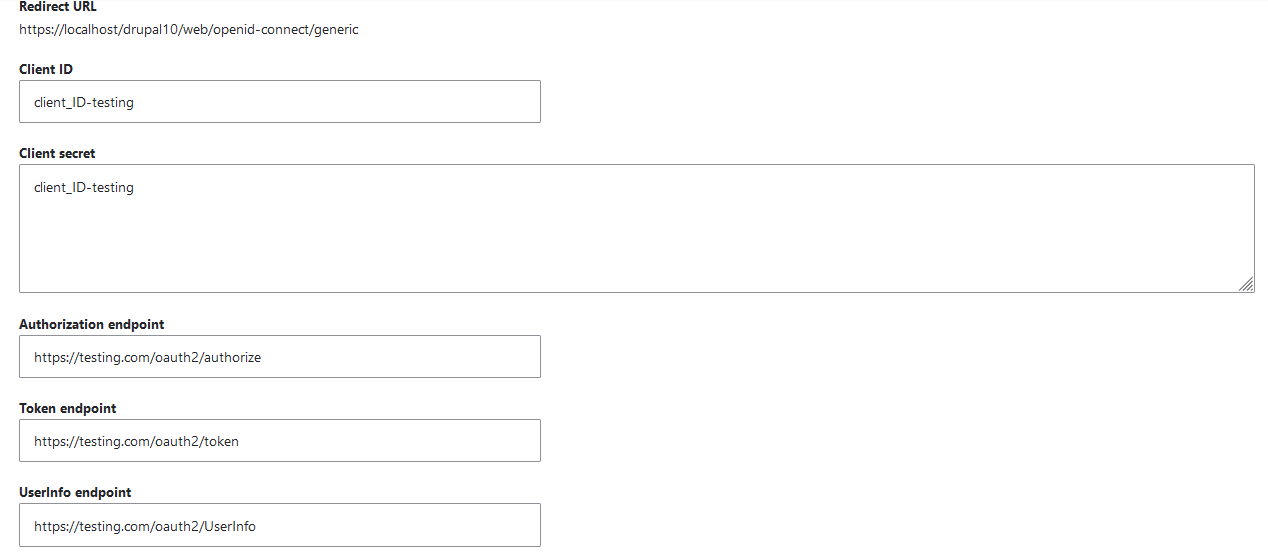 Redirect URL
https://localhost/drupal10/web/openid-connect/generic
Client ID
client_ID-testing
Client secret
client_ID-testing
Authorization endpoint
https://testing.com/oauth2/authorize
Token endpoint
https://testing.com/oauth2/token
UserInfo endpoint
https://testing.com/oauth2/UserInfo